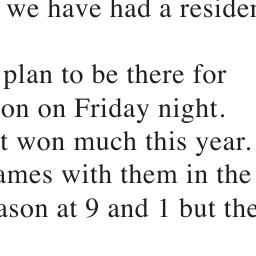 we have had a residen
plan to be there for
on on Friday night.
t won much this year.
ames with them in the
ason at 9 and 1 but the